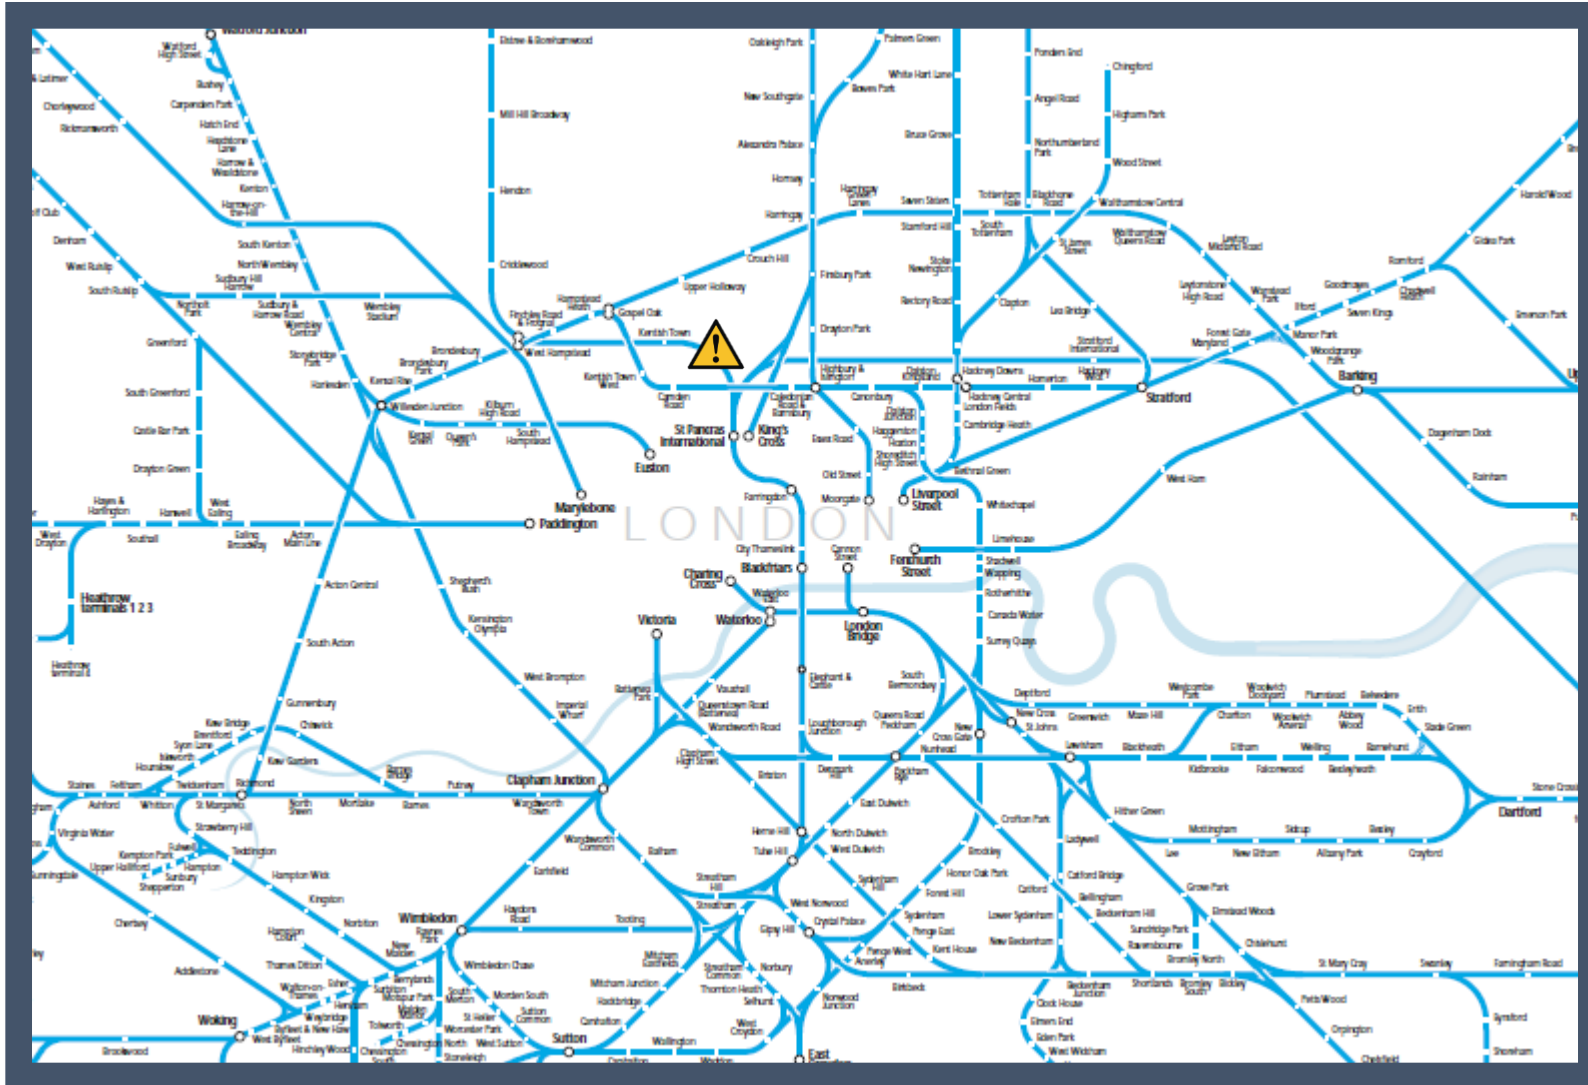 Watford Junction
Watford
High Street
Bushey
Carpenders Park
Hatch End
Headstone
Lane
Harrow &
Wealdstone
Kenton
Harrow-on-
the-Hill
South Kenton
North Wembley
Sudbury Hill
Harrow
& Latimer
Chorleywood
Rickmansworth
Denham
West Ruislip
South Ruislip
Northolt
Park
Sudbury &
Harrow Road
Wembley
Central
Wembley
Stadium
Stonebridge
Park
Harlesden
Greenford
South Greenford
Castle Bar Park
Drayton Green
Hayes &
Harlington
Hanwell
West
Ealing
West
Drayton
Southall
Ealing
Broadway
Acton
Main Line
Paddington
Marylebone
Euston
Elstree & Borehamwood
Mill Hill Broadway
Hendon
Cricklewood
Finchley Road
& Frognal
Hampstead
Heath
Gospel Oak
West Hampstead
Brondesbury
Brondesbury
Park
Kensal Rise
Willesden Junction
Kensal
Green
Queen's
Park
Kilburn
High Road
South
Hampstead
Kentish Town
Kentish Town
West
Camden
Road
Upper Holloway
Crouch Hill
Oakleigh Park
New Southgate
Alexandra Palace
Hornsey
Harringay
Harringay
Green
Lanes
Finsbury Park
Drayton Park
Highbury &
Islington
Caledonian
Road &
Barnsbury
Canonbury
Essex Road
Old Street
Moorgate
Palmers Green
Bowes Park
White Hart Lane
Bruce Grove
Seven Sisters
Stamford Hill
Stoke
Newington
Rectory Road
Dalston
Kingsland
Hackney Downs
Hackney Central
London Fields
Cambridge Heath
Dalston
Junction
Haggerston
Hoxton
Shoreditch
High Street
Bethnal Green
Liverpool
Street
Ponders End
Angel Road
Northumberland
Park
Tottenham
Hale
Blackhorse
Road
South
Tottenham
Chingford
Highams Park
Wood Street
Walthamstow Central
Walthamstow
Queens Road
St James
Street
Clapton
Lea Bridge
Stratford
International
Homerton
Hackney
Wick
Stratford
Leyton
Midland Road
Leytonstone
High Road
Wanstead
Park
Forest Gate
Maryland
Manor Park
Woodgrange
Park
Ilford
Seven Kings
Goodmayes
Chadwell
Heath
Romford
Gidea Park
Harold Wood
Emerson Park
Barking
Dagenham Dock
Rainham
West Ham
Limehouse
St Pancras
International
King's
Cross
Farringdon
City Thameslink
Blackfriars
LONDON
Cannon
Street
Fenchurch
Street
Charing
Cross
Waterloo
East
Waterloo
London
Bridge
Whitechapel
Shadwell
Wapping
Rotherhithe
Canada Water
Surrey Quays
Heathrow
terminals 1 2 3
Heathrow
terminal 4
Acton Central
South Acton
Gunnersbury
Shepherd's
Bush
Kensington
Olympia
West Brompton
Imperial
Wharf
Victoria
Battersea
Park
Vauxhall
Queenstown Road
(Battersea)
Wandsworth Road
Clapham
High Street
Elephant &
Castle
Loughborough
Junction
Brixton
Denmark
Hill
Queens Road
Peckham
South
Bermondsey
Peckham
Rye
Nunhead
New
Cross Gate
New Cross
St Johns
Deptford
Greenwich
Maze Hill
Westcombe
Park
Charlton
Woolwich
Dockyard
Woolwich
Arsenal
Plumstead
Abbey
Wood
Belvedere
Erith
Slade Green
Lewisham
Blackheath
Kidbrooke
Eltham
Falconwood
Welling
Bexleyheath
Barnehurst
Dartford
Stone Cross
Kew Bridge
Brentford
Syon Lane
Isleworth
Hounslow
Chiswick
Kew Gardens
Richmond
Barnes
Bridge
Staines
Feltham
Twickenham
Ashford
Whitton
St Margarets
North
Sheen
Mortlake
Barnes
Putney
Wandsworth
Town
Clapham Junction
Virginia Water
Strawberry Hill
Fulwell
Teddington
Kempton Park
Upper Halliford
Hampton
Sunbury
Shepperton
Hampton Wick
Kingston
Norbiton
Chertsey
Addlestone
Hampton
Court
Thames Ditton
New
Malden
Raynes
Park
Wimbledon
Earlsfield
Wandsworth
Common
Balham
Haydons
Road
Tooting
Streatham
Hill
Streatham
Herne Hill
Tulse Hill
East Dulwich
North Dulwich
West Dulwich
Sydenham
Hill
West Norwood
Gipsy Hill
Crystal Palace
Sydenham
Forest Hill
Honor Oak Park
Brockley
Crofton Park
Catford
Penge East
Penge West
Kent House
Anerley
Birkbeck
Hither Green
Ladywell
Catford Bridge
Lower Sydenham
New Beckenham
Bellingham
Beckenham Hill
Ravensbourne
Sundridge Park
Bromley North
Shortlands
Bromley
South
Bickley
Beckenham
Junction
Lee
Mottingham
New Eltham
Sidcup
Albany Park
Bexley
Crayford
Grove Park
Elmstead Woods
Chislehurst
Petts Wood
Orpington
Chelsfield
St Mary Cray
Swanley
Farningham Road
Eynsford
Shoreham
Clock House
Elmers End
Eden Park
West Wickham
Wimbledon Chase
South
Merton
Morden South
St Helier
Sutton
Common
West Sutton
Sutton
Mitcham
Eastfields
Mitcham Junction
Hackbridge
Carshalton
Wallington
Waddon
Streatham
Common
Norbury
Thornton Heath
Selhurst
Norwood
Junction
West
Croydon
East
Walton-on-
Thames
Esher
Hersham
Weybridge
Byfleet & New Haw
West Byfleet
Woking
Brookwood
Surbiton
Berrylands
Motspur Park
Malden
Manor
Tolworth
Chessington North
Chessington
South
Hinchley Wood
Worcester Park
Stoneleigh